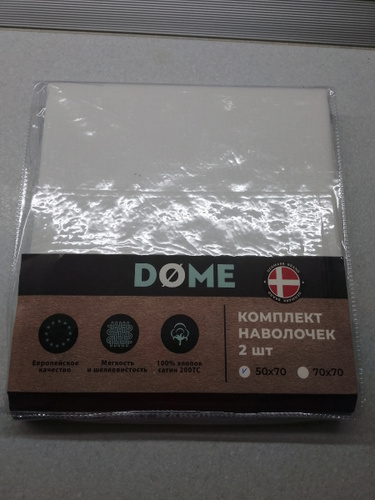 DØME
КОМПЛЕКТ
НАВОЛОЧЕК
2 шт
50x70 70x70
Европейское
качество
Мягкость
и шелковистость
100% хлопок
сатин 200ТС